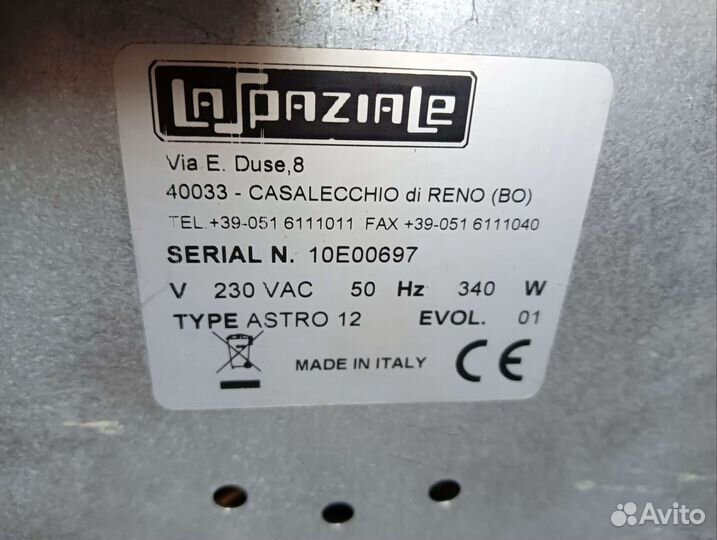 LaSpaziale
Via E. Duse,8
40033 - CASALECCHIO di RENO (BO)
TEL.+39-051 6111011 FAX +39-051 6111040
SERIAL N. 10E00697
V 230 VAC 50 Hz 340 W
TYPE ASTRO 12 EVOL. 01
MADE IN ITALY CE
Avito